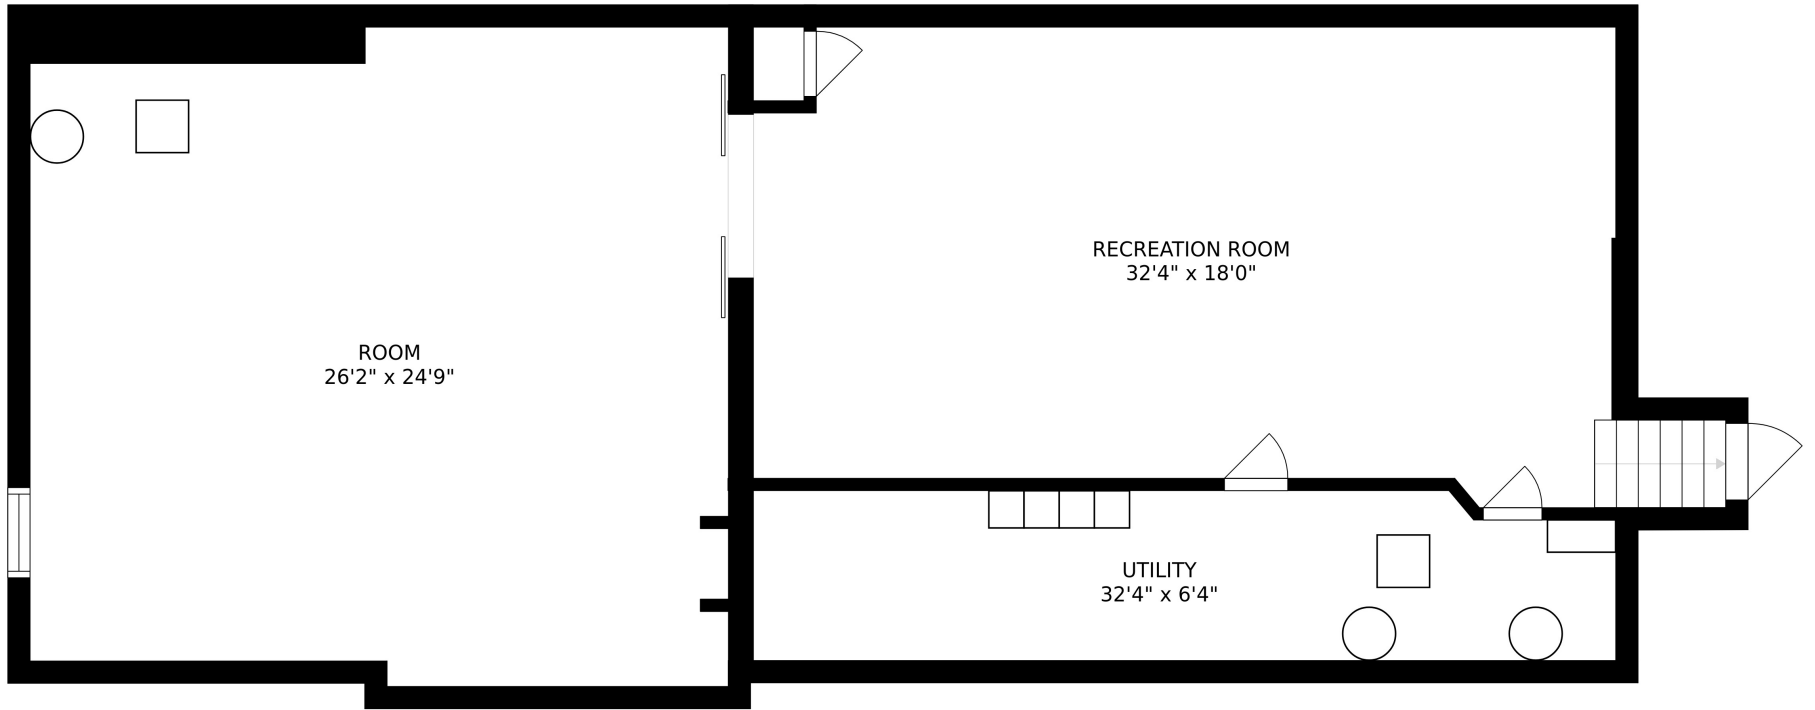 RECREATION ROOM
32'4" x 18'0"
ROOM
26'2" x 24'9"
UTILITY
32'4" x 6'4"